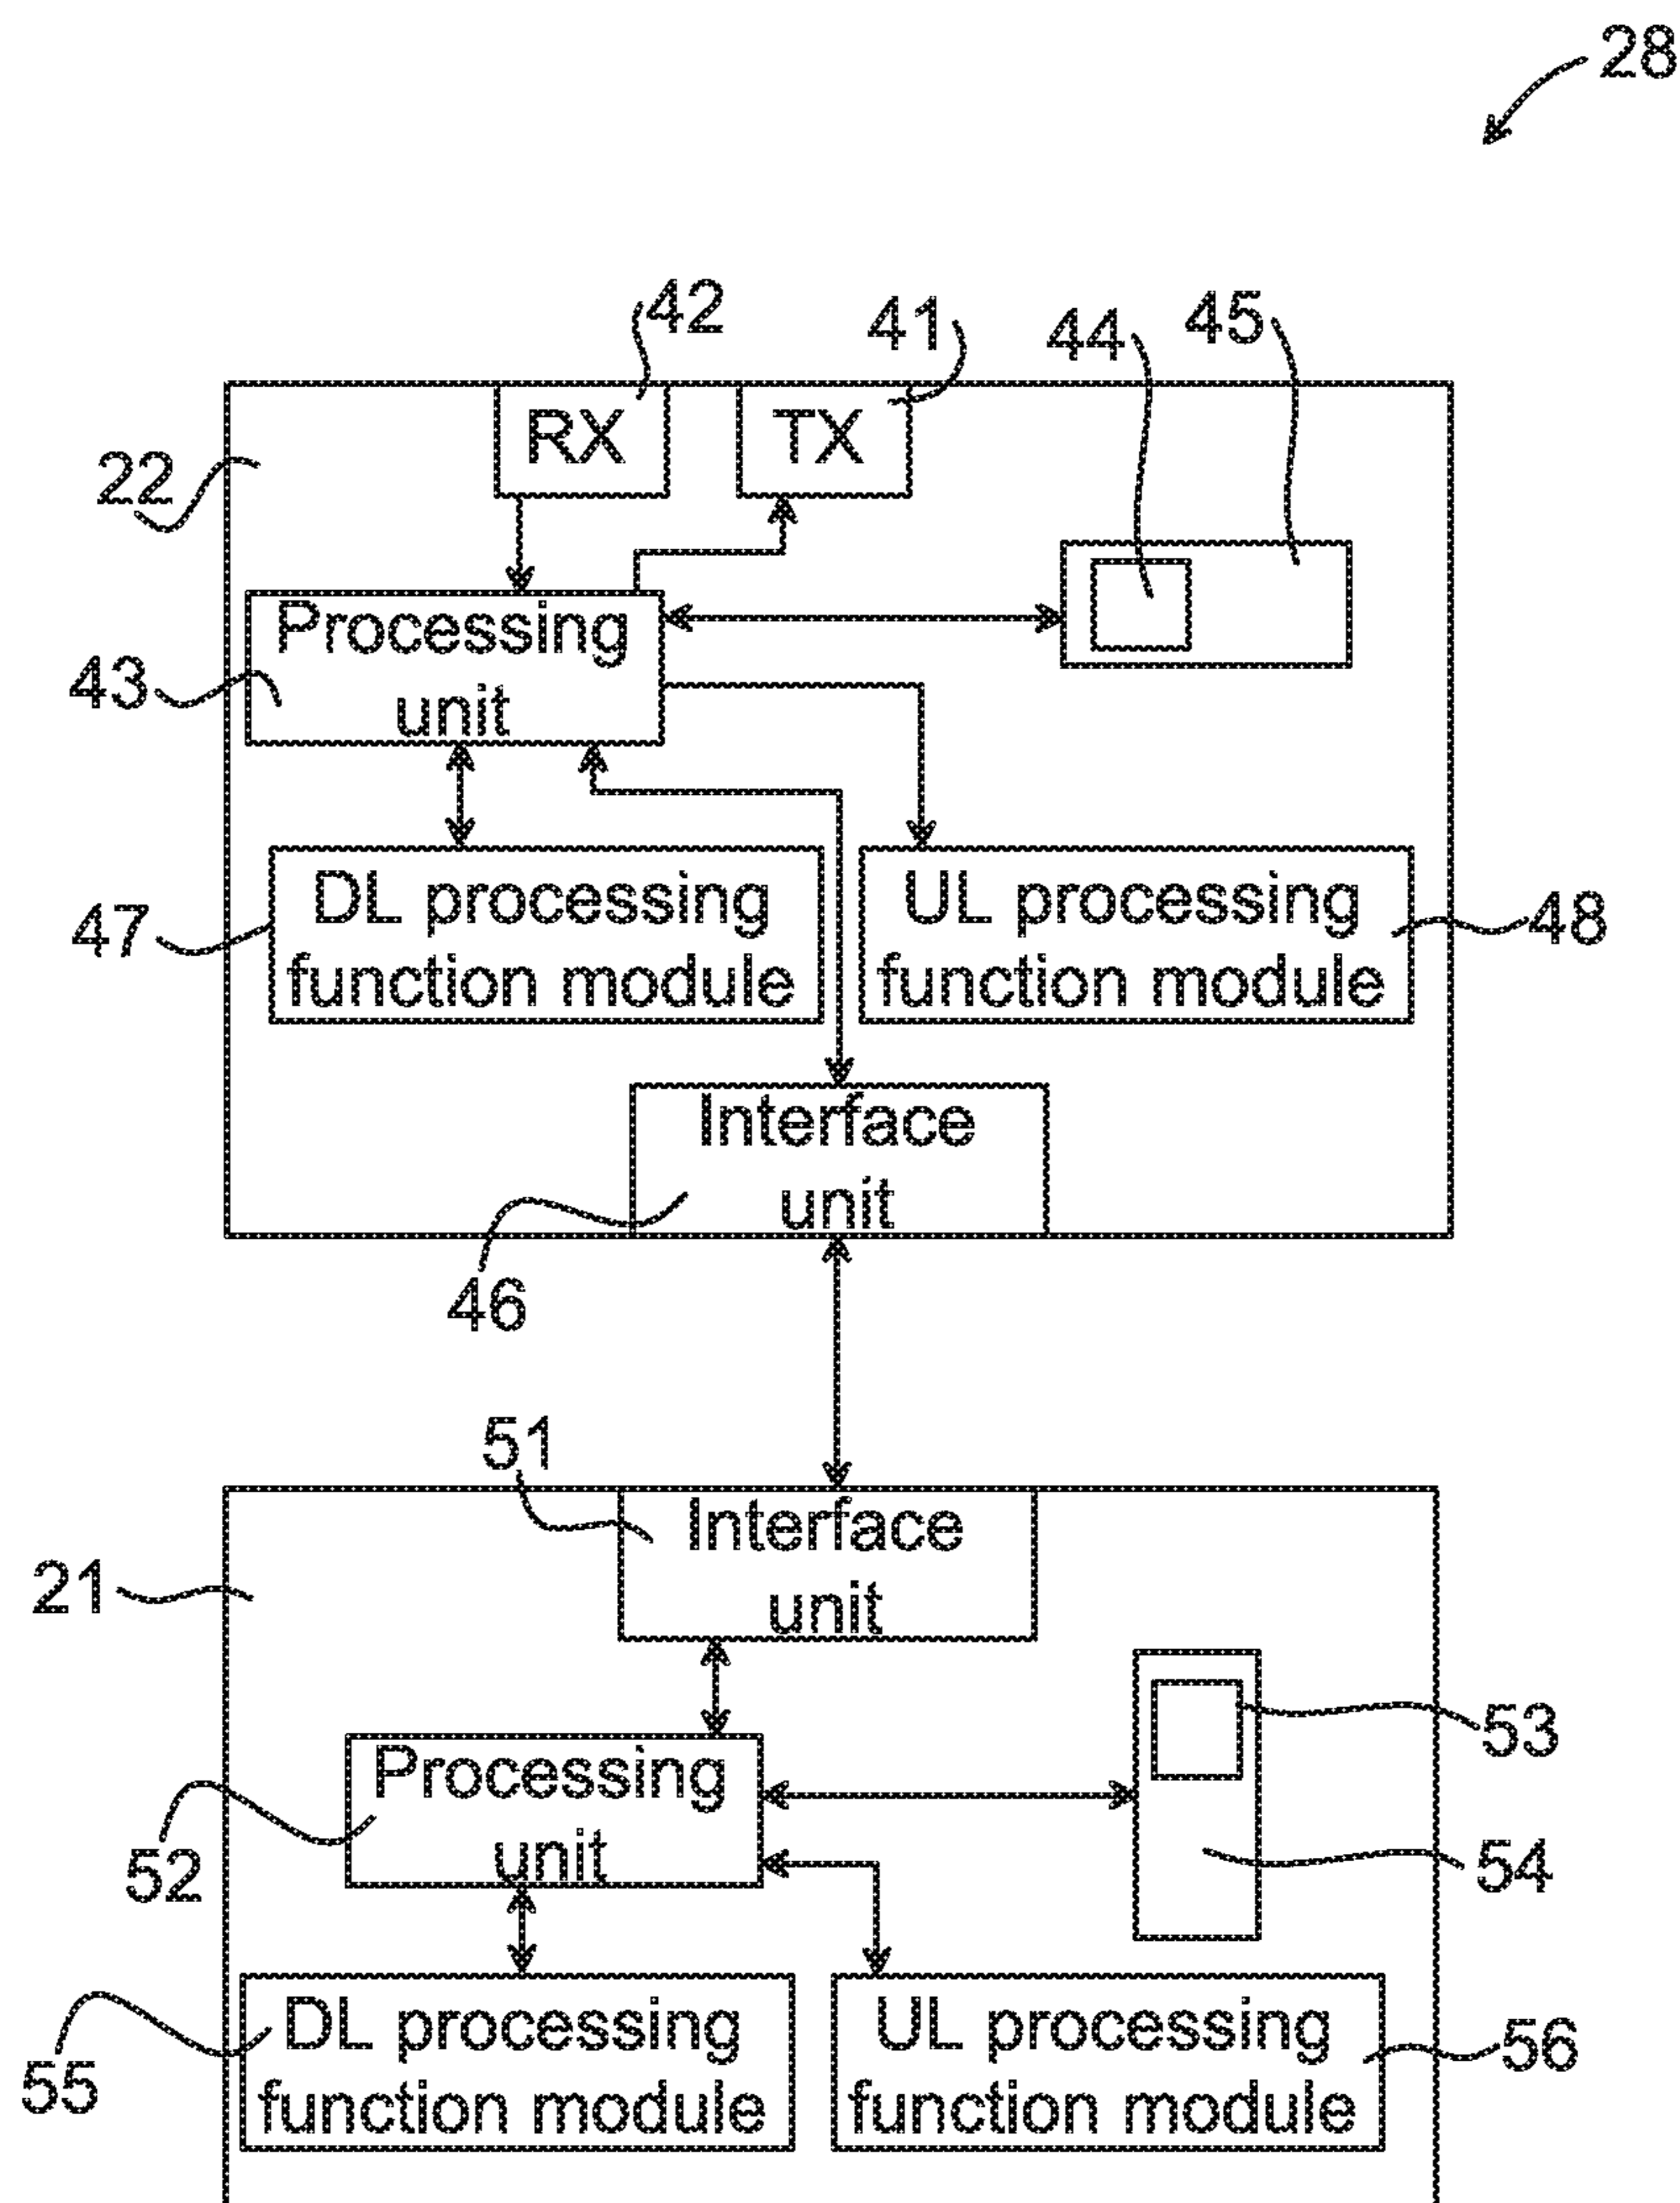 28
42
41
44
45
RX
TX
22
Processing
unit
43
DL processing
function module
UL processing
function module
47
48
Interface
unit
46
51
Interface
unit
21
53
Processing
unit
52
54
DL processing
function module
UL processing
function module
55
56